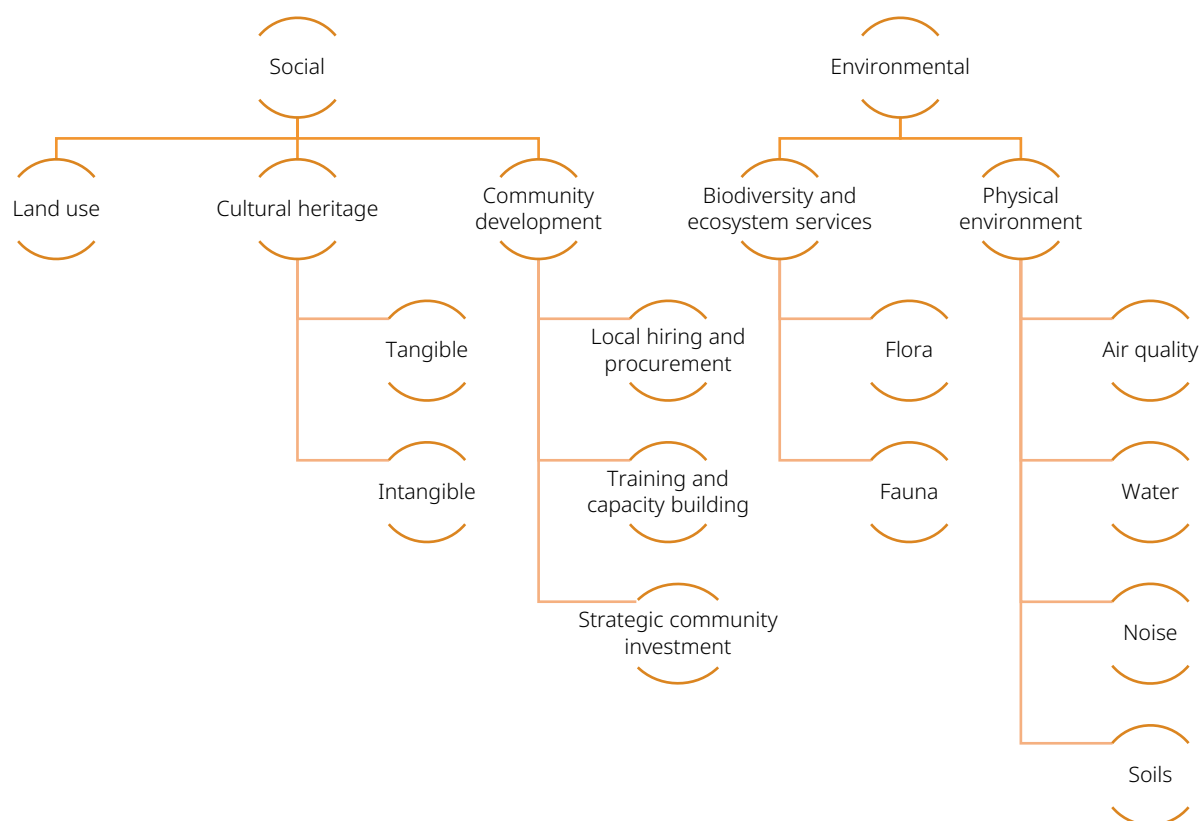 Social
Environmental
Land use
Cultural heritage
Community
development
Biodiversity and
ecosystem services
Physical
environment
Tangible
Local hiring and
procurement
Flora
Air quality
Intangible
Training and
capacity building
Fauna
Water
Strategic community
investment
Noise
Soils